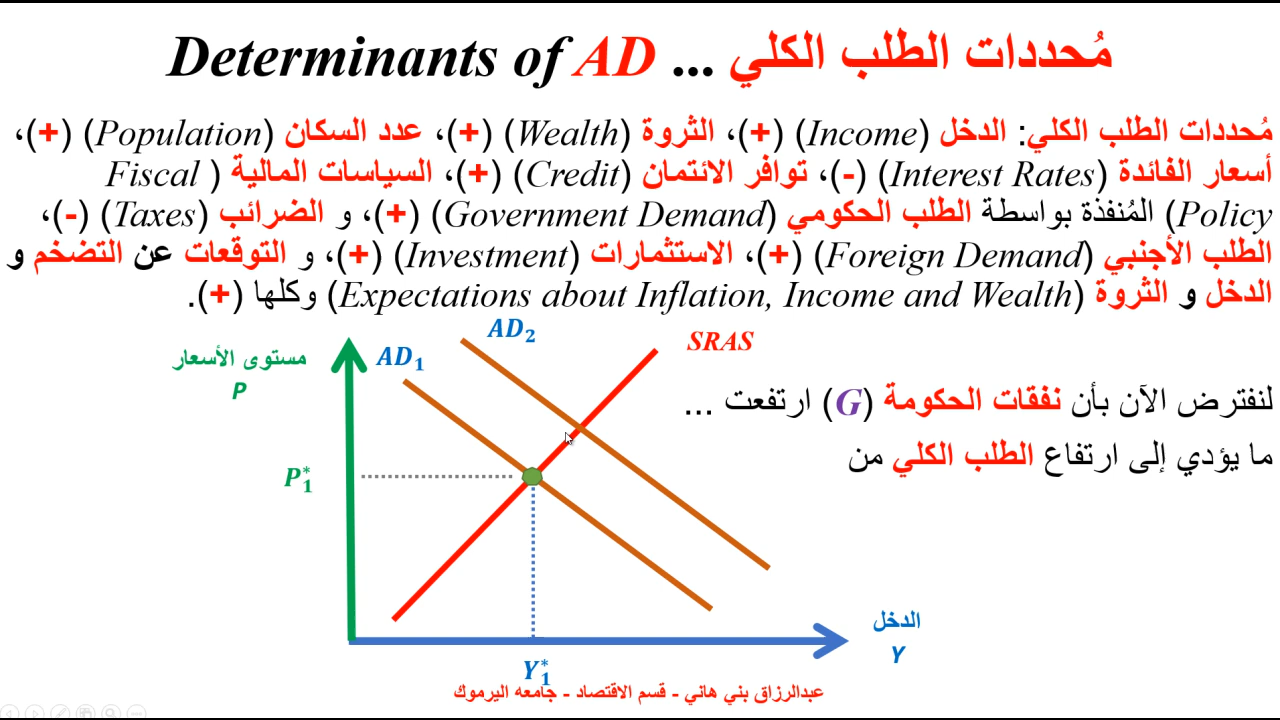 مُحددات الطلب الكلي ... Determinants of AD
مُحددات الطلب الكلي: الدخل (Income) (+)، الثروة (Wealth) (+)، عدد السكان (Population) (+)،
أسعار الفائدة (Interest Rates) (-)، توافر الائتمان (Credit) (+)، السياسات المالية (Fiscal
Policy) المُنفذة بواسطة الطلب الحكومي (Government Demand) (+)، و الضرائب (Taxes) (-)،
الطلب الأجنبي (Foreign Demand) (+)، الاستثمارات (Investment) (+)، و التوقعات عن التضخم و
الدخل و الثروة (Expectations about Inflation, Income and Wealth) وكلها (+).
AD₂
SRAS
مستوى الأسعار
P
AD₁
لنفترض الآن بأن نفقات الحكومة (G) ارتفعت ...
ما يؤدي إلى ارتفاع الطلب الكلي من
P₁*
الدخل
Y
Y₁*
عبدالرزاق بني هاني - قسم الاقتصاد - جامعه اليرموك